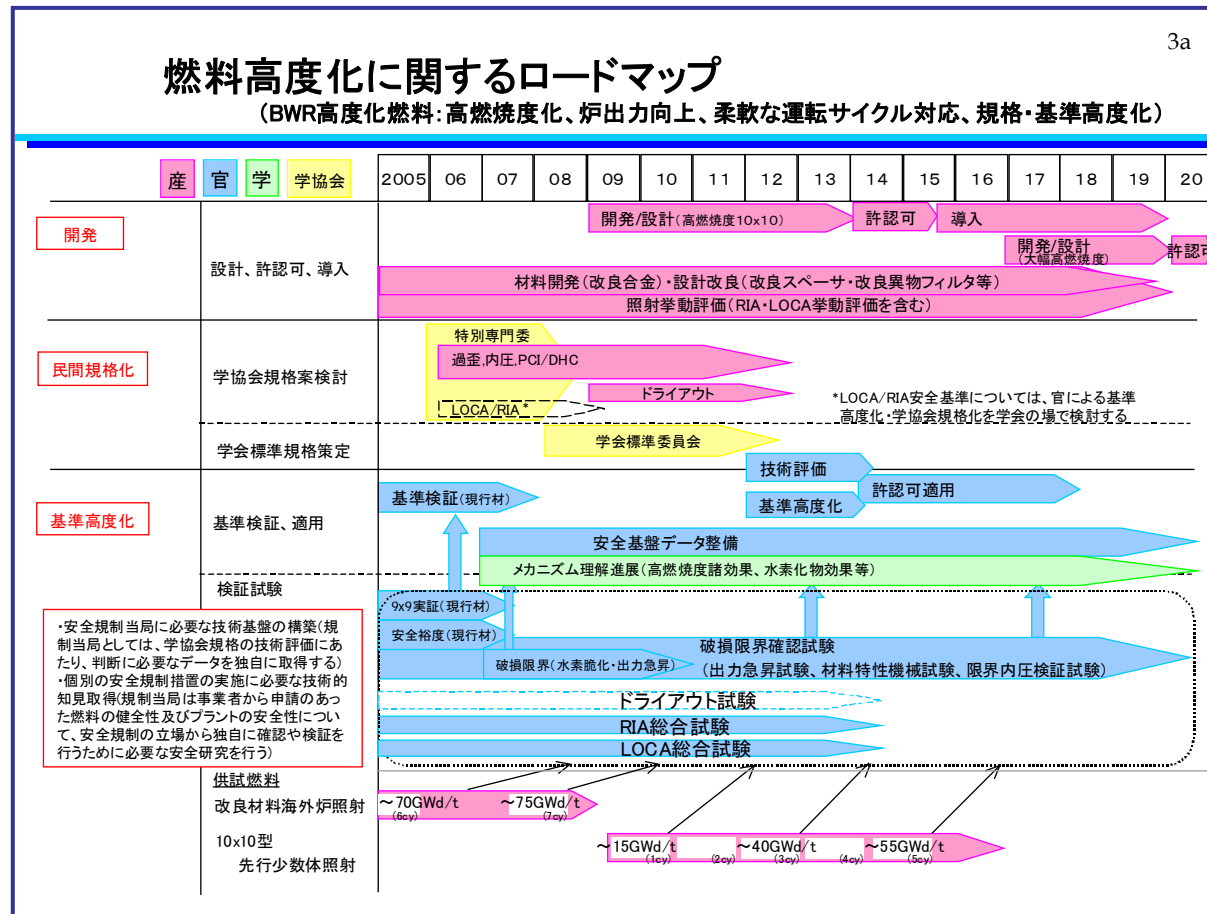 3a
燃料高度化に関するロードマップ
(BWR高度化燃料：高燃焼度化、炉出力向上、柔軟な運転サイクル対応、規格・基準高度化)
産 官 学 学協会 2005 06 07 08 09 10 11 12 13 14 15 16 17 18 19 20
開発
設計、許認可、導入
開発/設計(高燃焼度10x10) 許認可 導入
開発/設計
(大幅高燃焼度)
許認可
材料開発(改良合金)・設計改良(改良スペーサ・改良異物フィルタ等)
照射挙動評価(RIA・LOCA挙動評価を含む)
民間規格化
学協会規格案検討
特別専門委
過歪,内圧,PCI/DHC
ドライアウト
LOCA/RIA*
*LOCA/RIA安全基準については、官による基準
高度化・学協会規格化を学会の場で検討する
学会標準規格策定
学会標準委員会
基準高度化
基準検証、適用
技術評価
基準検証(現行材)
許認可適用
基準高度化
安全基盤データ整備
メカニズム理解進展(高燃焼度諸効果、水素化物効果等)
検証試験
9x9実証(現行材)
安全裕度(現行材)
破損限界(水素脆化・出力急昇)
破損限界確認試験
(出力急昇試験、材料特性機械試験、限界内圧検証試験)
ドライアウト試験
RIA総合試験
LOCA総合試験
・安全規制当局に必要な技術基盤の構築(規
制当局としては、学協会規格の技術評価にあ
たり、判断に必要なデータを独自に取得する)
・個別の安全規制措置の実施に必要な技術的
知見取得(規制当局は事業者から申請のあっ
た燃料の健全性及びプラントの安全性につい
て、安全規制の立場から独自に確認や検証を
行うために必要な安全研究を行う)
供試燃料
改良材料海外炉照射
～70GWd/t
(6cy)
～75GWd/t
(7cy)
10x10型
先行少数体照射
～15GWd/t
(1cy)
(2cy)
～40GWd/t
(3cy)
(4cy)
～55GWd/t
(5cy)